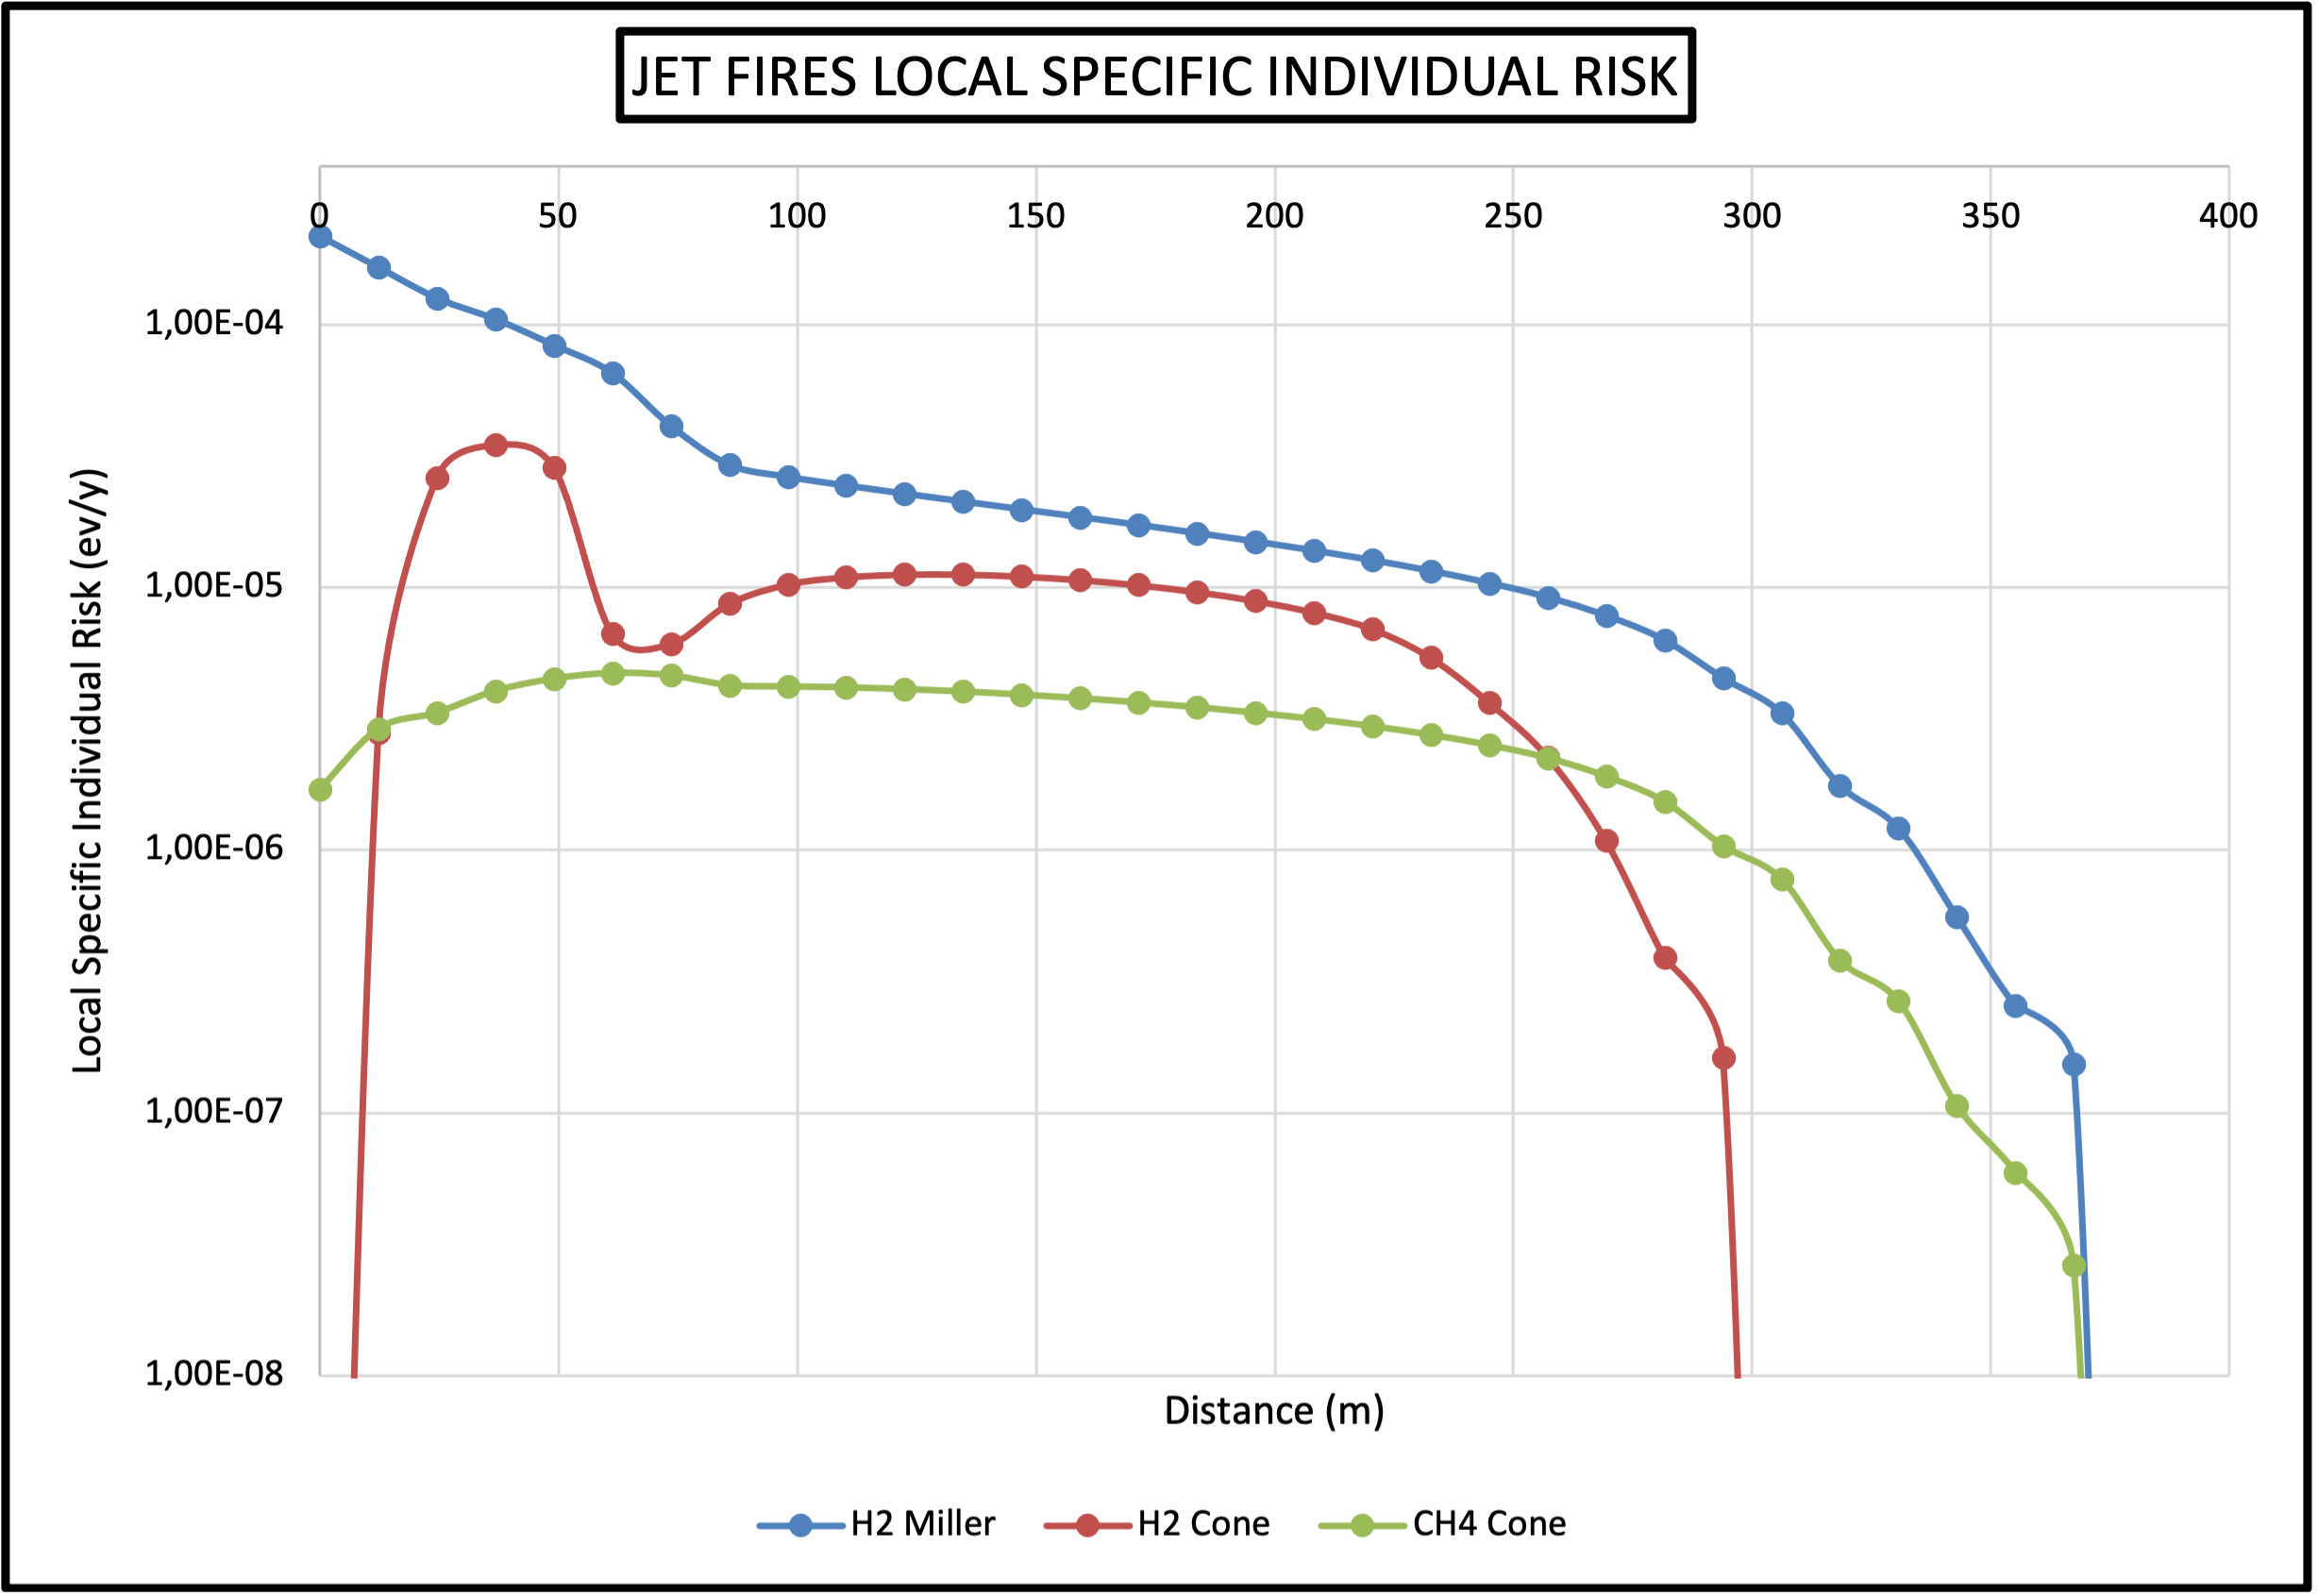 JET FIRES LOCAL SPECIFIC INDIVIDUAL RISK
0 50 100 150 200 250 300 350 400
1,00E-04
1,00E-05
1,00E-06
1,00E-07
1,00E-08
Local Specific Individual Risk (ev/y)
Distance (m)
H2 Miller H2 Cone CH4 Cone